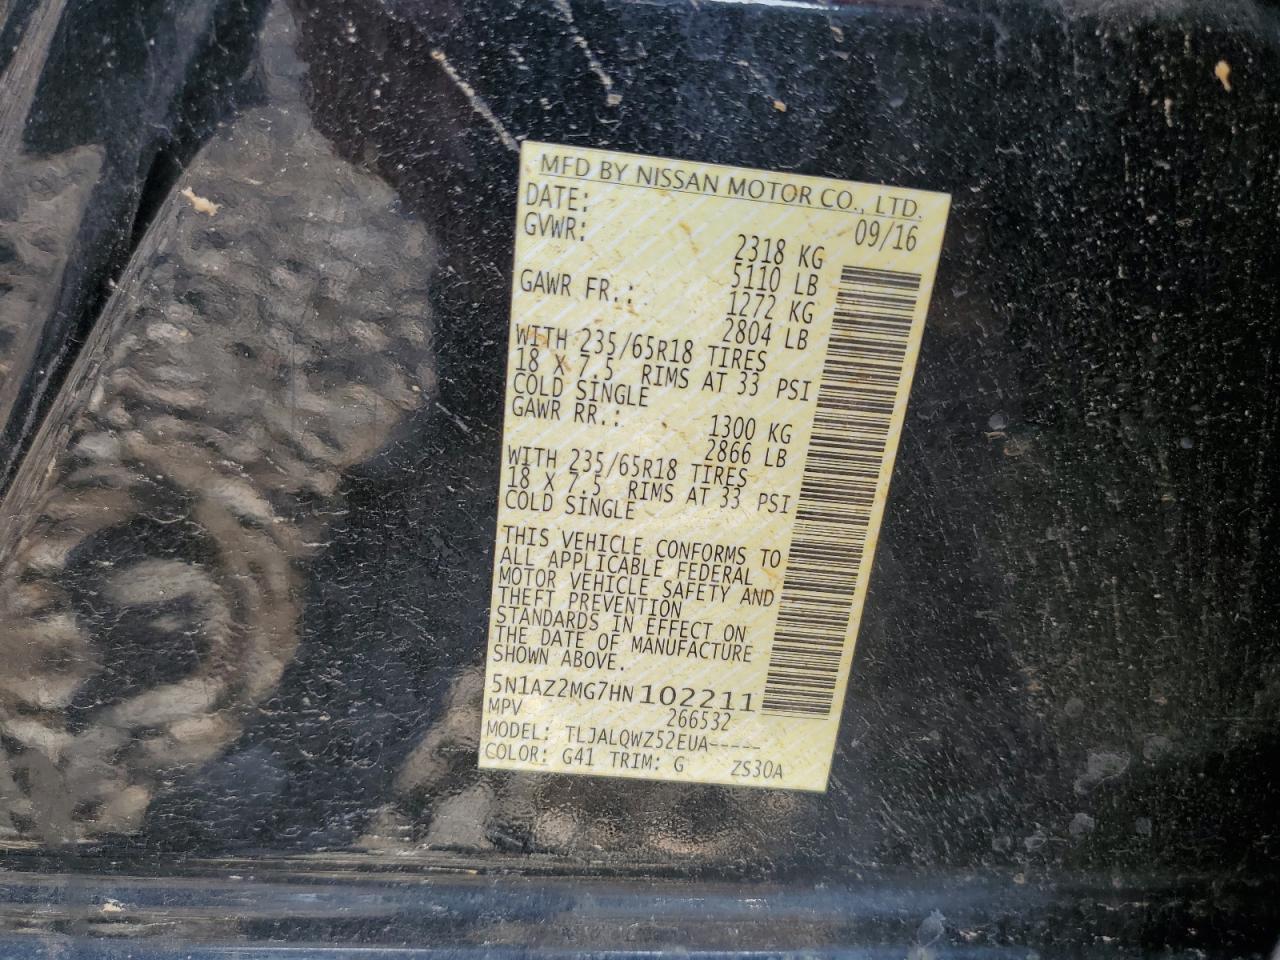 MFD BY NISSAN MOTOR CO., LTD.
DATE: 09/16
GVWR: 2318 KG
5110 LB
GAWR FR.: 1272 KG
2804 LB
WITH 235/65R18 TIRES
18 X 7.5 RIMS AT 33 PSI
COLD SINGLE
GAWR RR.: 1300 KG
2866 LB
WITH 235/65R18 TIRES
18 X 7.5 RIMS AT 33 PSI
COLD SINGLE
THIS VEHICLE CONFORMS TO
ALL APPLICABLE FEDERAL
MOTOR VEHICLE SAFETY AND
THEFT PREVENTION
STANDARDS IN EFFECT ON
THE DATE OF MANUFACTURE
SHOWN ABOVE.
5N1AZ2MG7HN102211
MPV 266532
MODEL: TLJALQWZ52EUA-----
COLOR: G41 TRIM: G ZS30A